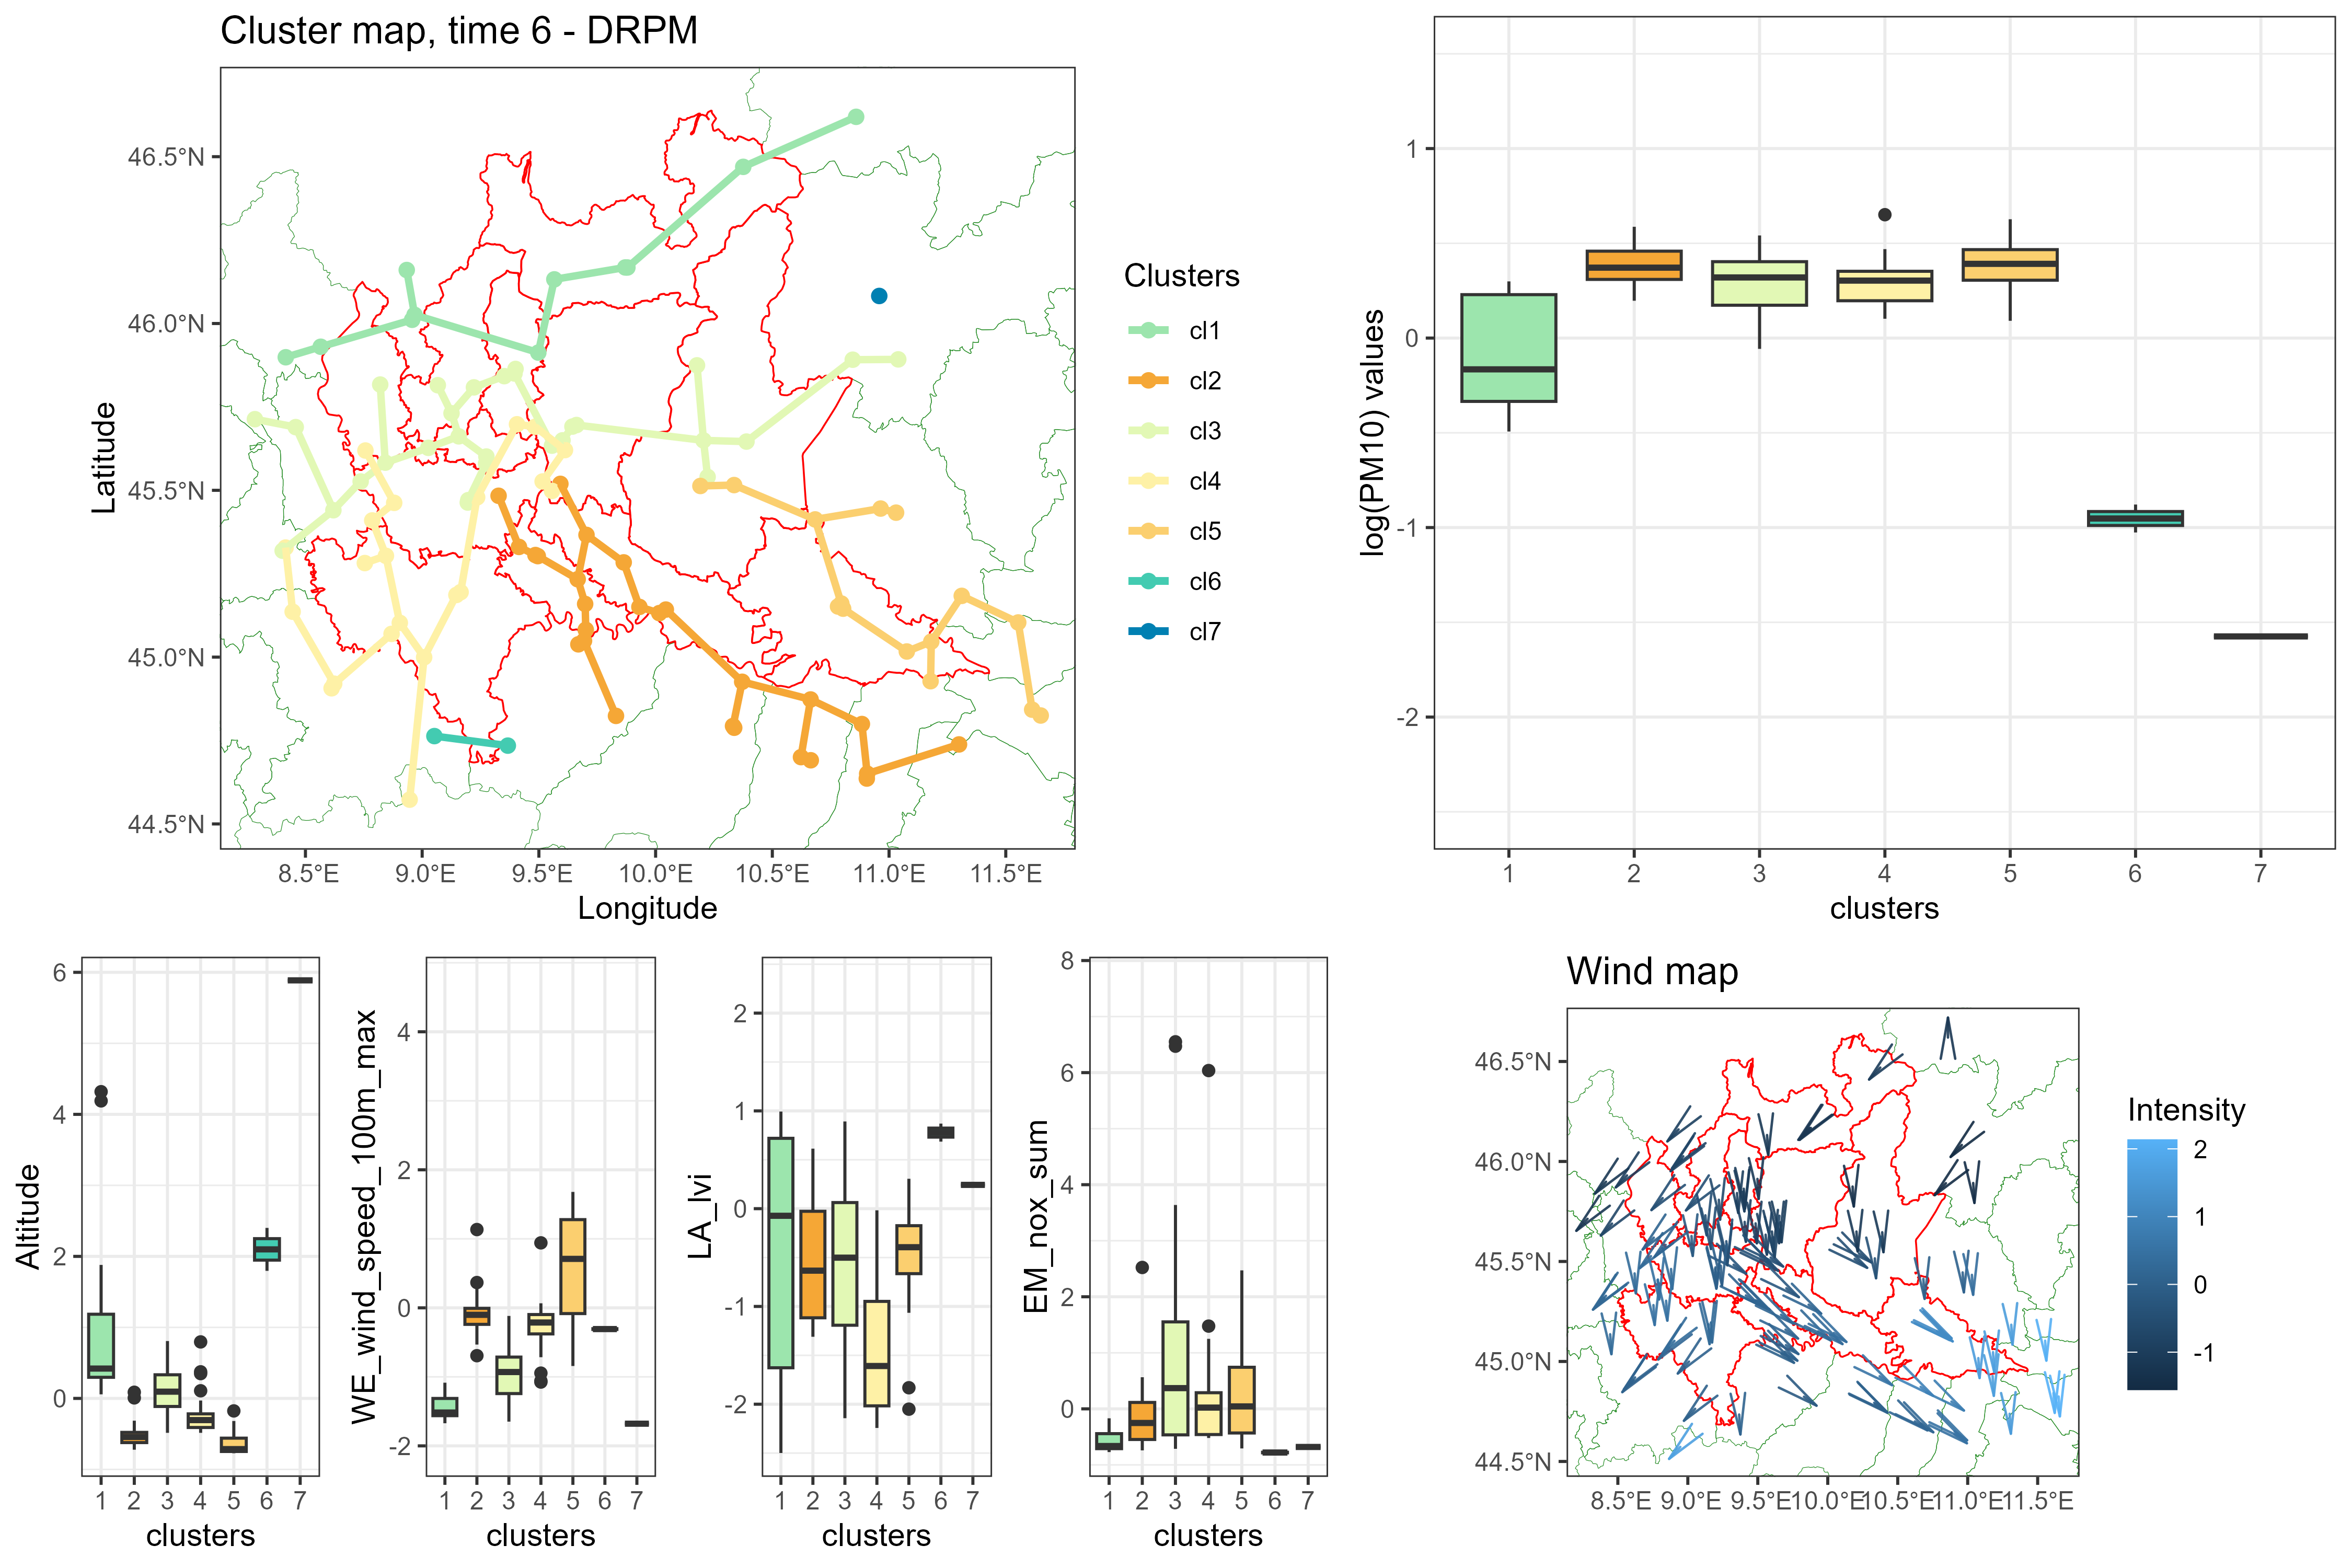 Cluster map, time 6 - DRPM
46.5°N
46.0°N
45.5°N
45.0°N
44.5°N
Latitude
8.5°E 9.0°E 9.5°E 10.0°E 10.5°E 11.0°E 11.5°E
Longitude
Clusters
cl1
cl2
cl3
cl4
cl5
cl6
cl7
log(PM10) values
1
0
-1
-2
1 2 3 4 5 6 7
clusters
Altitude
6
4
2
0
1 2 3 4 5 6 7
clusters
WE_wind_speed_100m_max
4
2
0
-2
1 2 3 4 5 6 7
clusters
LA_lvi
2
1
0
-1
-2
1 2 3 4 5 6 7
clusters
EM_nox_sum
8
6
4
2
0
1 2 3 4 5 6 7
clusters
Wind map
46.5°N
46.0°N
45.5°N
45.0°N
44.5°N
8.5°E 9.0°E 9.5°E 10.0°E 10.5°E 11.0°E 11.5°E
Intensity
2
1
0
-1